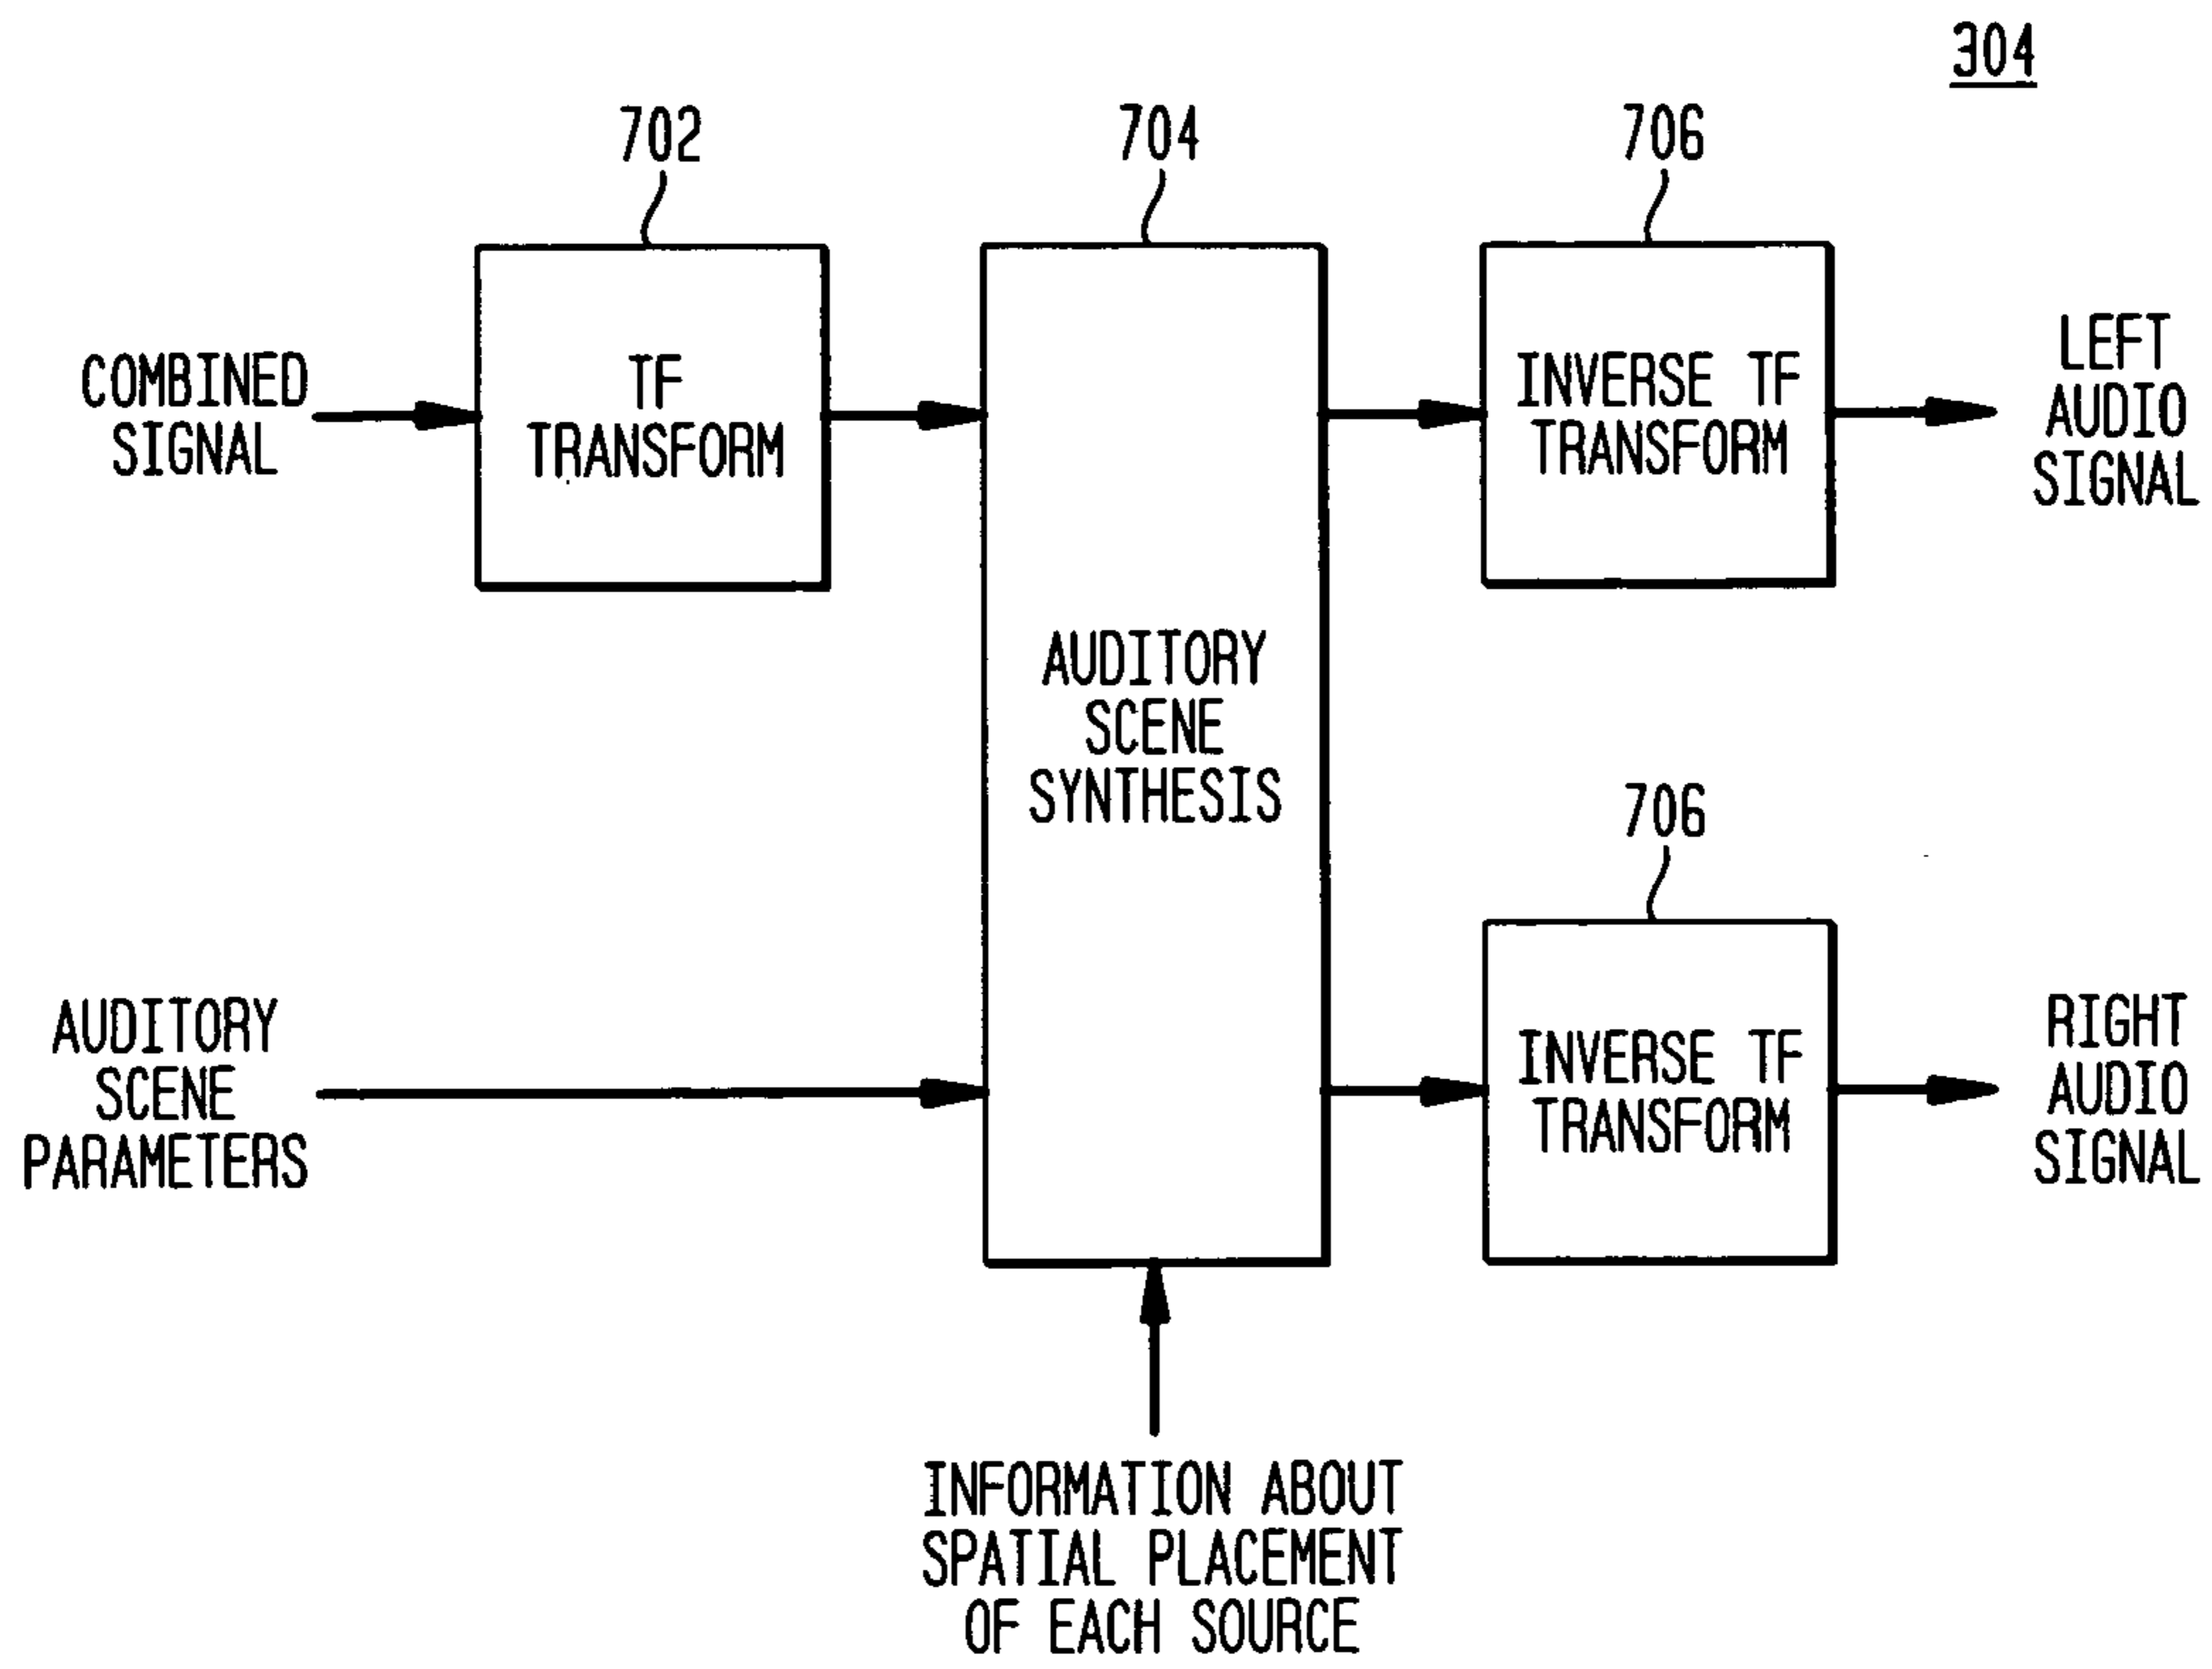 304
702
704
706
COMBINED
SIGNAL
TF
TRANSFORM
INVERSE TF
TRANSFORM
LEFT
AUDIO
SIGNAL
AUDITORY
SCENE
SYNTHESIS
706
AUDITORY
SCENE
PARAMETERS
INVERSE TF
TRANSFORM
RIGHT
AUDIO
SIGNAL
INFORMATION ABOUT
SPATIAL PLACEMENT
OF EACH SOURCE